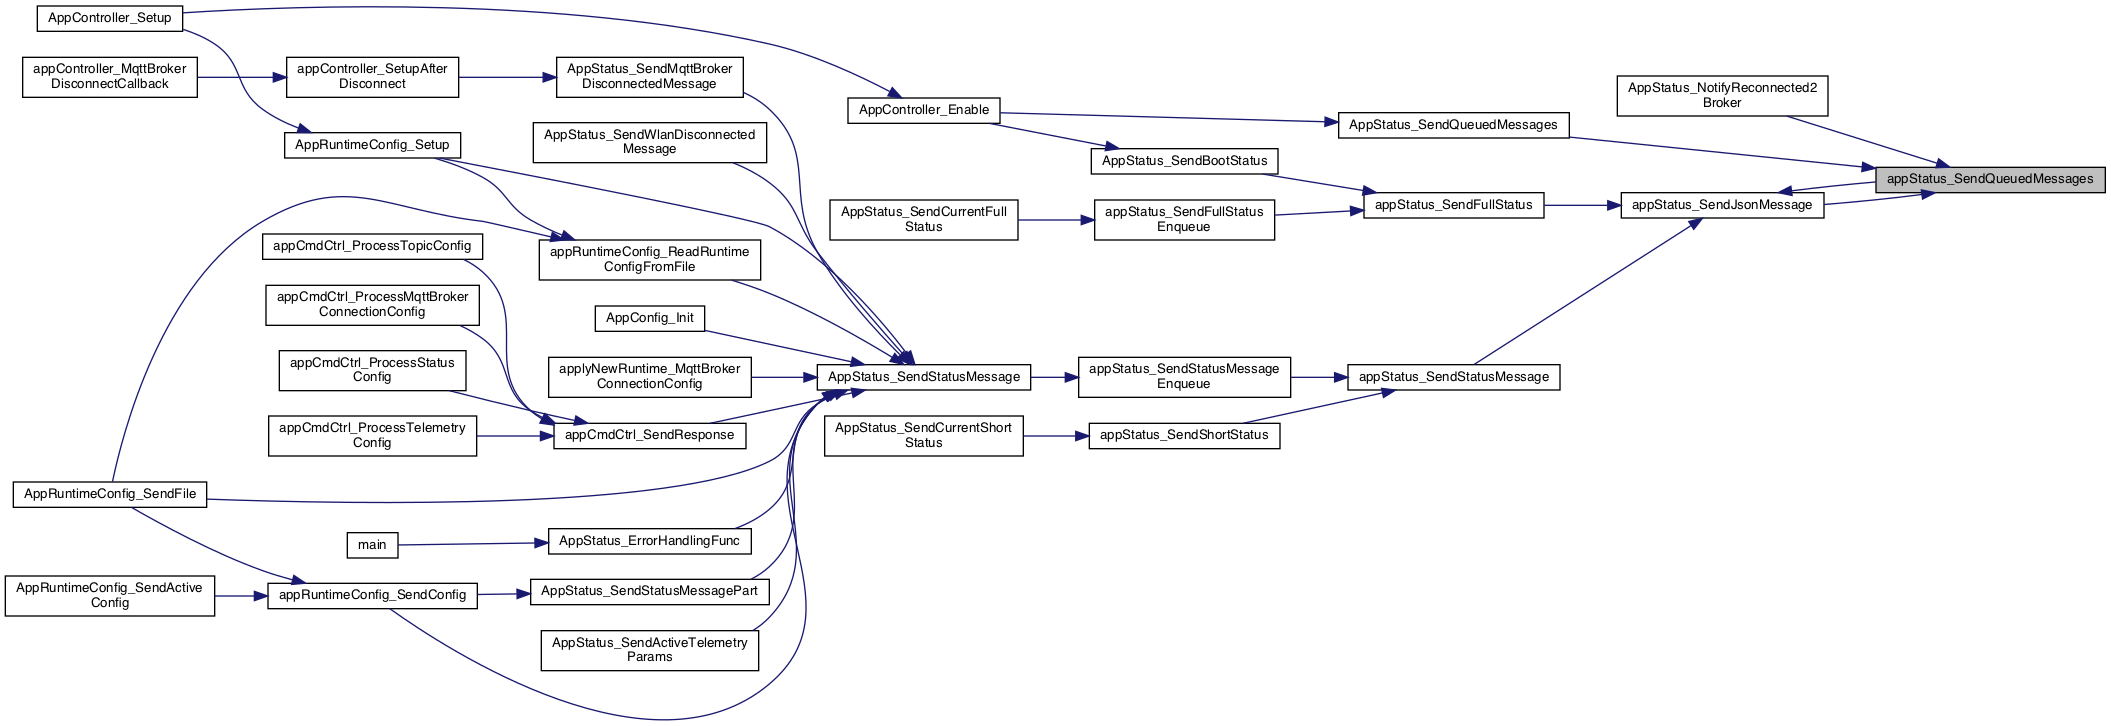 AppController_Setup
appController_MqttBroker
DisconnectCallback
appController_SetupAfter
Disconnect
AppStatus_SendMqttBroker
DisconnectedMessage
AppRuntimeConfig_Setup
AppStatus_SendWlanDisconnected
Message
AppController_Enable
AppStatus_SendQueuedMessages
AppStatus_NotifyReconnected2
Broker
AppStatus_SendBootStatus
appStatus_SendQueuedMessages
AppStatus_SendCurrentFull
Status
appStatus_SendFullStatus
Enqueue
appStatus_SendFullStatus
appStatus_SendJsonMessage
appCmdCtrl_ProcessTopicConfig
appRuntimeConfig_ReadRuntime
ConfigFromFile
appCmdCtrl_ProcessMqttBroker
ConnectionConfig
AppConfig_Init
appCmdCtrl_ProcessStatus
Config
applyNewRuntime_MqttBroker
ConnectionConfig
AppStatus_SendStatusMessage
appStatus_SendStatusMessage
Enqueue
appStatus_SendStatusMessage
appCmdCtrl_ProcessTelemetry
Config
appCmdCtrl_SendResponse
AppStatus_SendCurrentShort
Status
appStatus_SendShortStatus
AppRuntimeConfig_SendFile
main
AppStatus_ErrorHandlingFunc
AppRuntimeConfig_SendActive
Config
appRuntimeConfig_SendConfig
AppStatus_SendStatusMessagePart
AppStatus_SendActiveTelemetry
Params